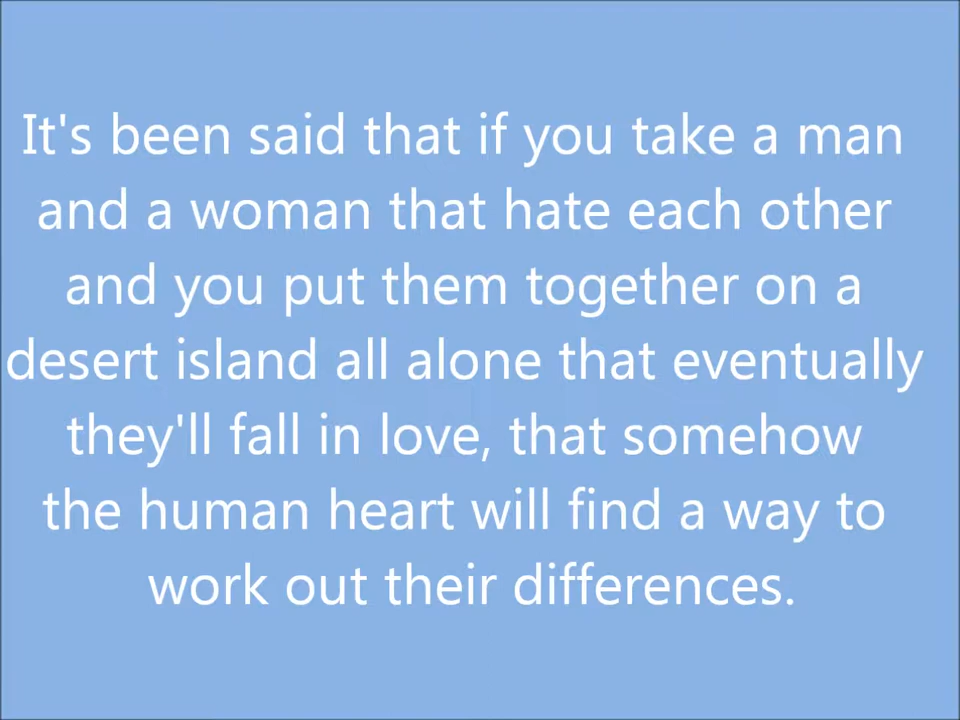 It's been said that if you take a man
and a woman that hate each other
and you put them together on a
desert island all alone that eventually
they'll fall in love, that somehow
the human heart will find a way to
work out their differences.